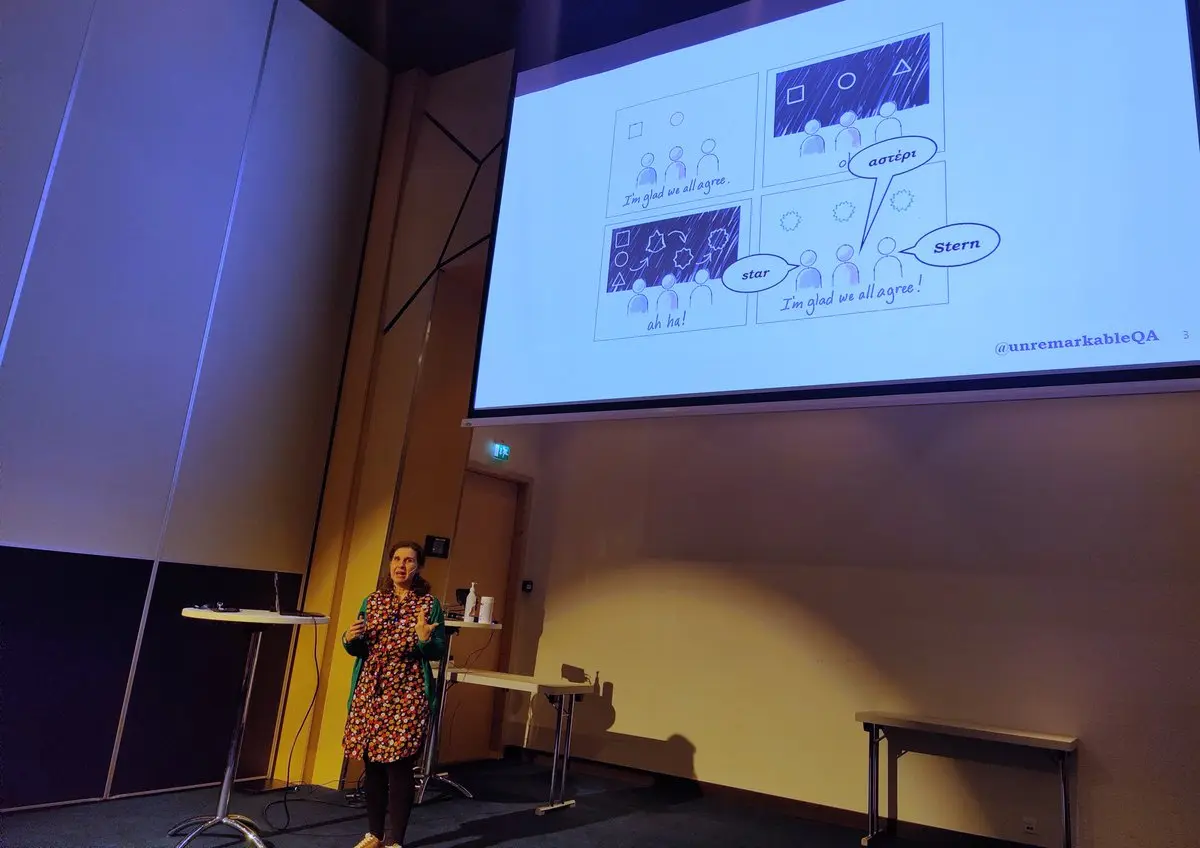 I'm glad we all agree.
αστέρι
ah ha!
star
Stern
I'm glad we all agree!
@unremarkableQA
3